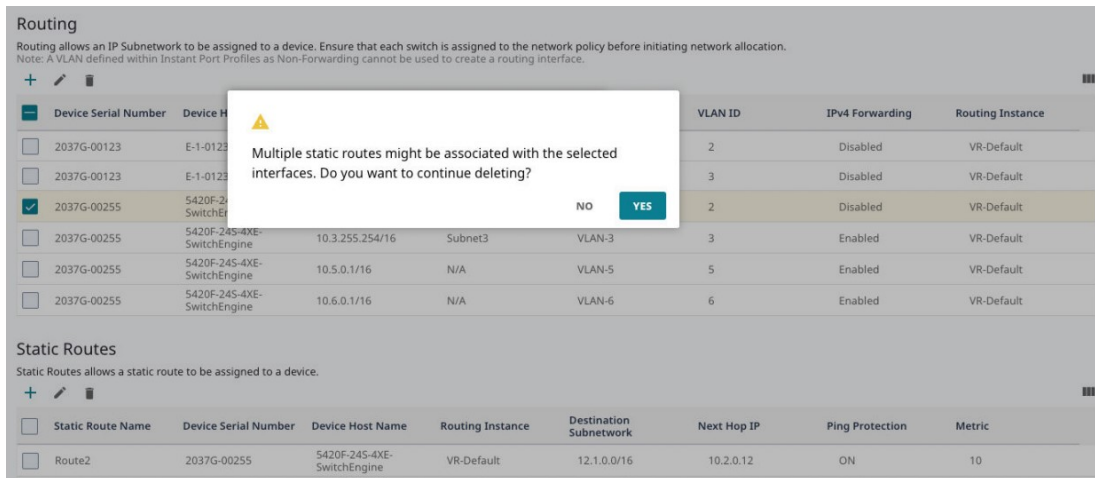 Routing
Routing allows an IP Subnetwork to be assigned to a device. Ensure that each switch is assigned to the network policy before initiating network allocation.
Note: A VLAN defined within Instant Port Profiles as Non-Forwarding cannot be used to create a routing interface.
Device Serial Number Device H VLAN ID IPv4 Forwarding Routing Instance
Multiple static routes might be associated with the selected
interfaces. Do you want to continue deleting?
NO YES
2037G-00123 E-1-0123 2 Disabled VR-Default
2037G-00123 E-1-0123 3 Disabled VR-Default
2037G-00255 5420F-24 SwitchEn 2 Disabled VR-Default
2037G-00255 5420F-24S-4XE-SwitchEngine 10.3.255.254/16 Subnet3 VLAN-3 3 Enabled VR-Default
2037G-00255 5420F-24S-4XE-SwitchEngine 10.5.0.1/16 N/A VLAN-5 5 Enabled VR-Default
2037G-00255 5420F-24S-4XE-SwitchEngine 10.6.0.1/16 N/A VLAN-6 6 Enabled VR-Default
Static Routes
Static Routes allows a static route to be assigned to a device.
Static Route Name Device Serial Number Device Host Name Routing Instance Destination Subnetwork Next Hop IP Ping Protection Metric
Route2 2037G-00255 5420F-24S-4XE-SwitchEngine VR-Default 12.1.0.0/16 10.2.0.12 ON 10